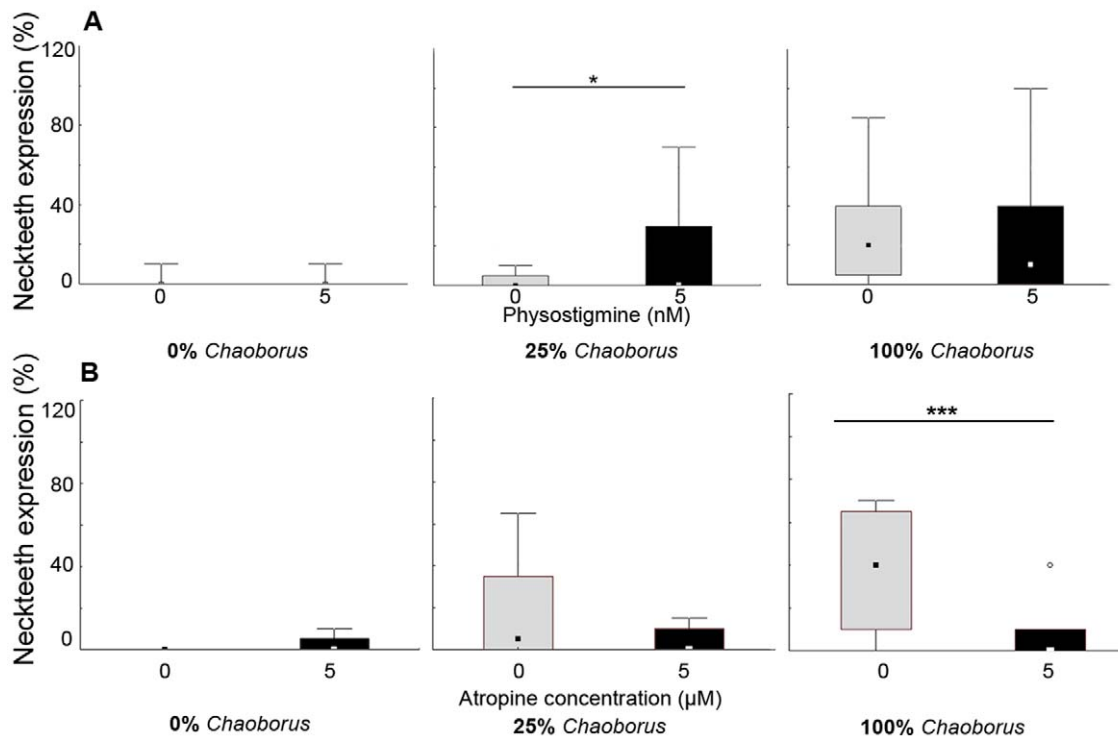 A
Neckteeth expression (%)
120
80
40
0
0 5
*
0 5
0 5
Physostigmine (nM)
0% Chaoborus 25% Chaoborus 100% Chaoborus
B
Neckteeth expression (%)
120
80
40
0
0 5
0 5
***
0 5
Atropine concentration (µM)
0% Chaoborus 25% Chaoborus 100% Chaoborus